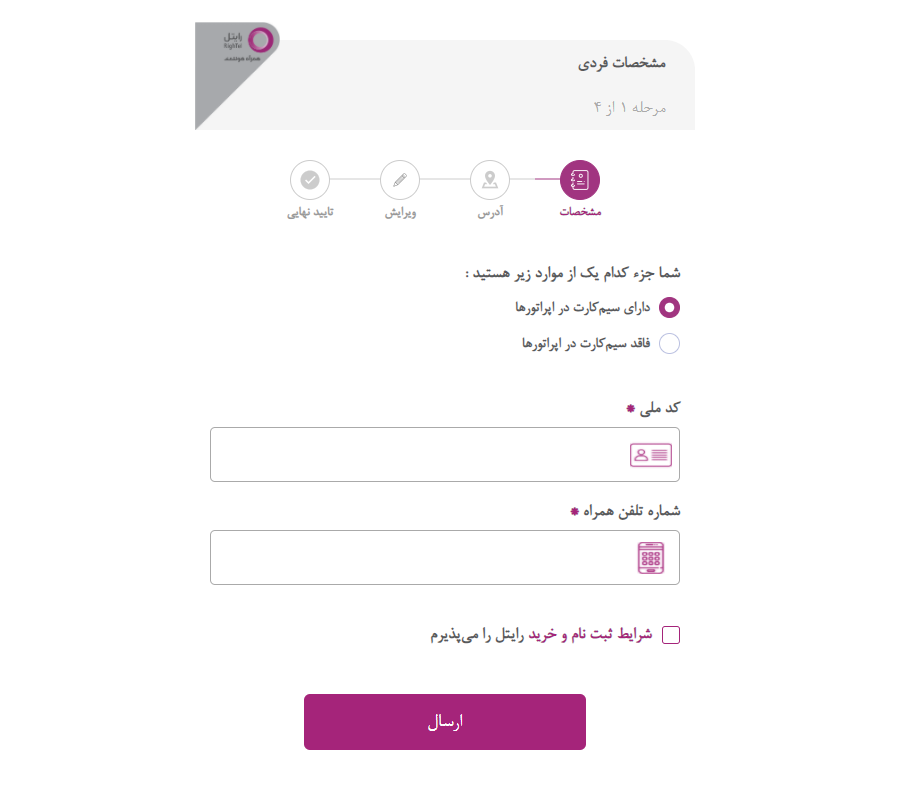 رایتل
RighTel
همراه هوشمند
مشخصات فردی
مرحله ۱ از ۴
مشخصات
آدرس
ویرایش
تایید نهایی
شما جزء کدام یک از موارد زیر هستید :
دارای سیم‌کارت در اپراتورها
فاقد سیم‌کارت در اپراتورها
کد ملی *
شماره تلفن همراه *
شرایط ثبت نام و خرید رایتل را می‌پذیرم
ارسال